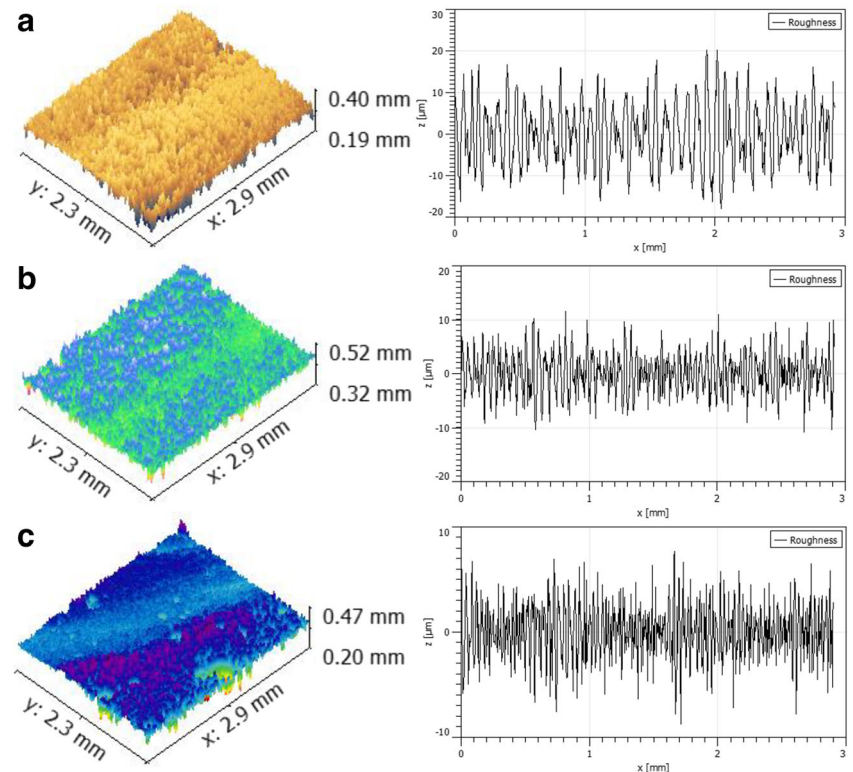 a
0.40 mm
0.19 mm
y: 2.3 mm
x: 2.9 mm
30
20
10
0
-10
-20
z [µm]
Roughness
0
1
2
3
x [mm]
b
0.52 mm
0.32 mm
y: 2.3 mm
x: 2.9 mm
20
10
0
-10
-20
z [µm]
Roughness
0
1
2
3
x [mm]
c
0.47 mm
0.20 mm
y: 2.3 mm
x: 2.9 mm
10
0
-10
z [µm]
Roughness
0
1
2
3
x [mm]